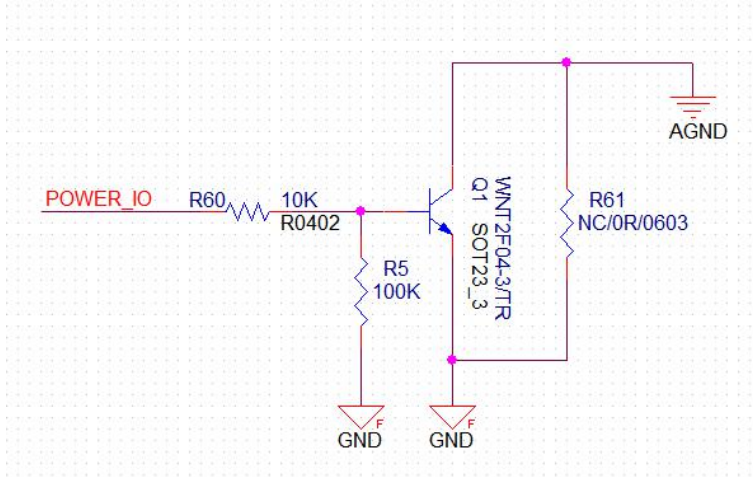 AGND
POWER_IO
R60
10K
R0402
R5
100K
WNT2F04-3/TR
Q1 SOT23_3
R61
NC/0R/0603
F
GND
F
GND